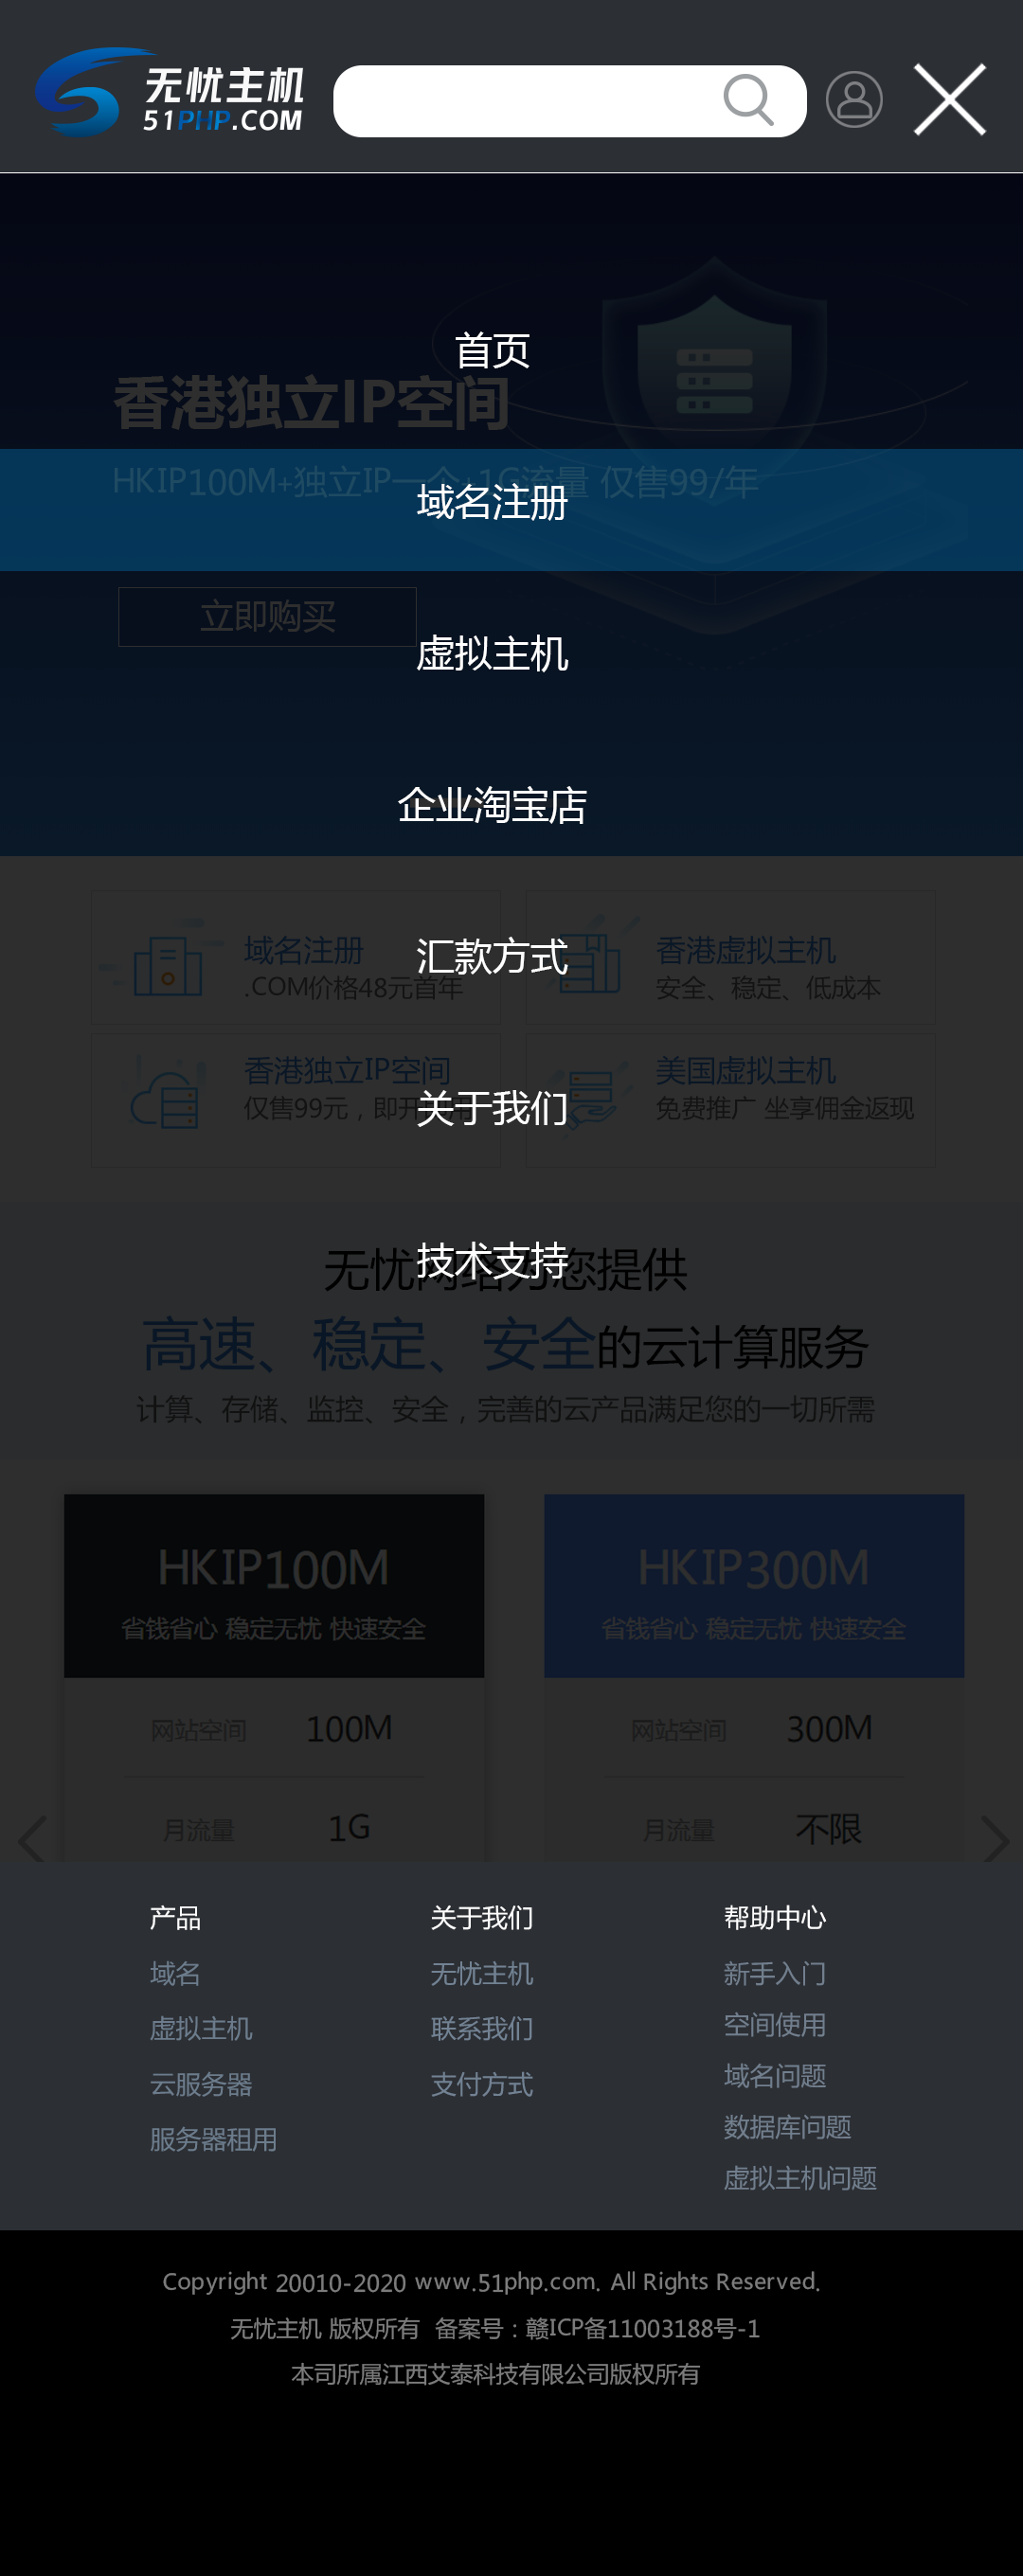 无忧主机
51PHP.COM
首页
香港独立IP空间
HKIP100M+独立IP一个+1G流量 仅售99/年
域名注册
立即购买
虚拟主机
企业淘宝店
域名注册
.COM价格48元首年
香港虚拟主机
安全、稳定、低成本
汇款方式
香港独立IP空间
仅售99元，即开
美国虚拟主机
免费推广 坐享佣金返现
关于我们
技术支持
无忧网络为您提供
高速、稳定、安全的云计算服务
计算、存储、监控、安全，完善的云产品满足您的一切所需
HKIP100M
省钱省心 稳定无忧 快速安全
网站空间 100M
月流量 1G
HKIP300M
省钱省心 稳定无忧 快速安全
网站空间 300M
月流量 不限
产品
域名
虚拟主机
云服务器
服务器租用
关于我们
无忧主机
联系我们
支付方式
帮助中心
新手入门
空间使用
域名问题
数据库问题
虚拟主机问题
Copyright 20010-2020 www.51php.com. All Rights Reserved.
无忧主机 版权所有 备案号：赣ICP备11003188号-1
本司所属江西艾泰科技有限公司版权所有